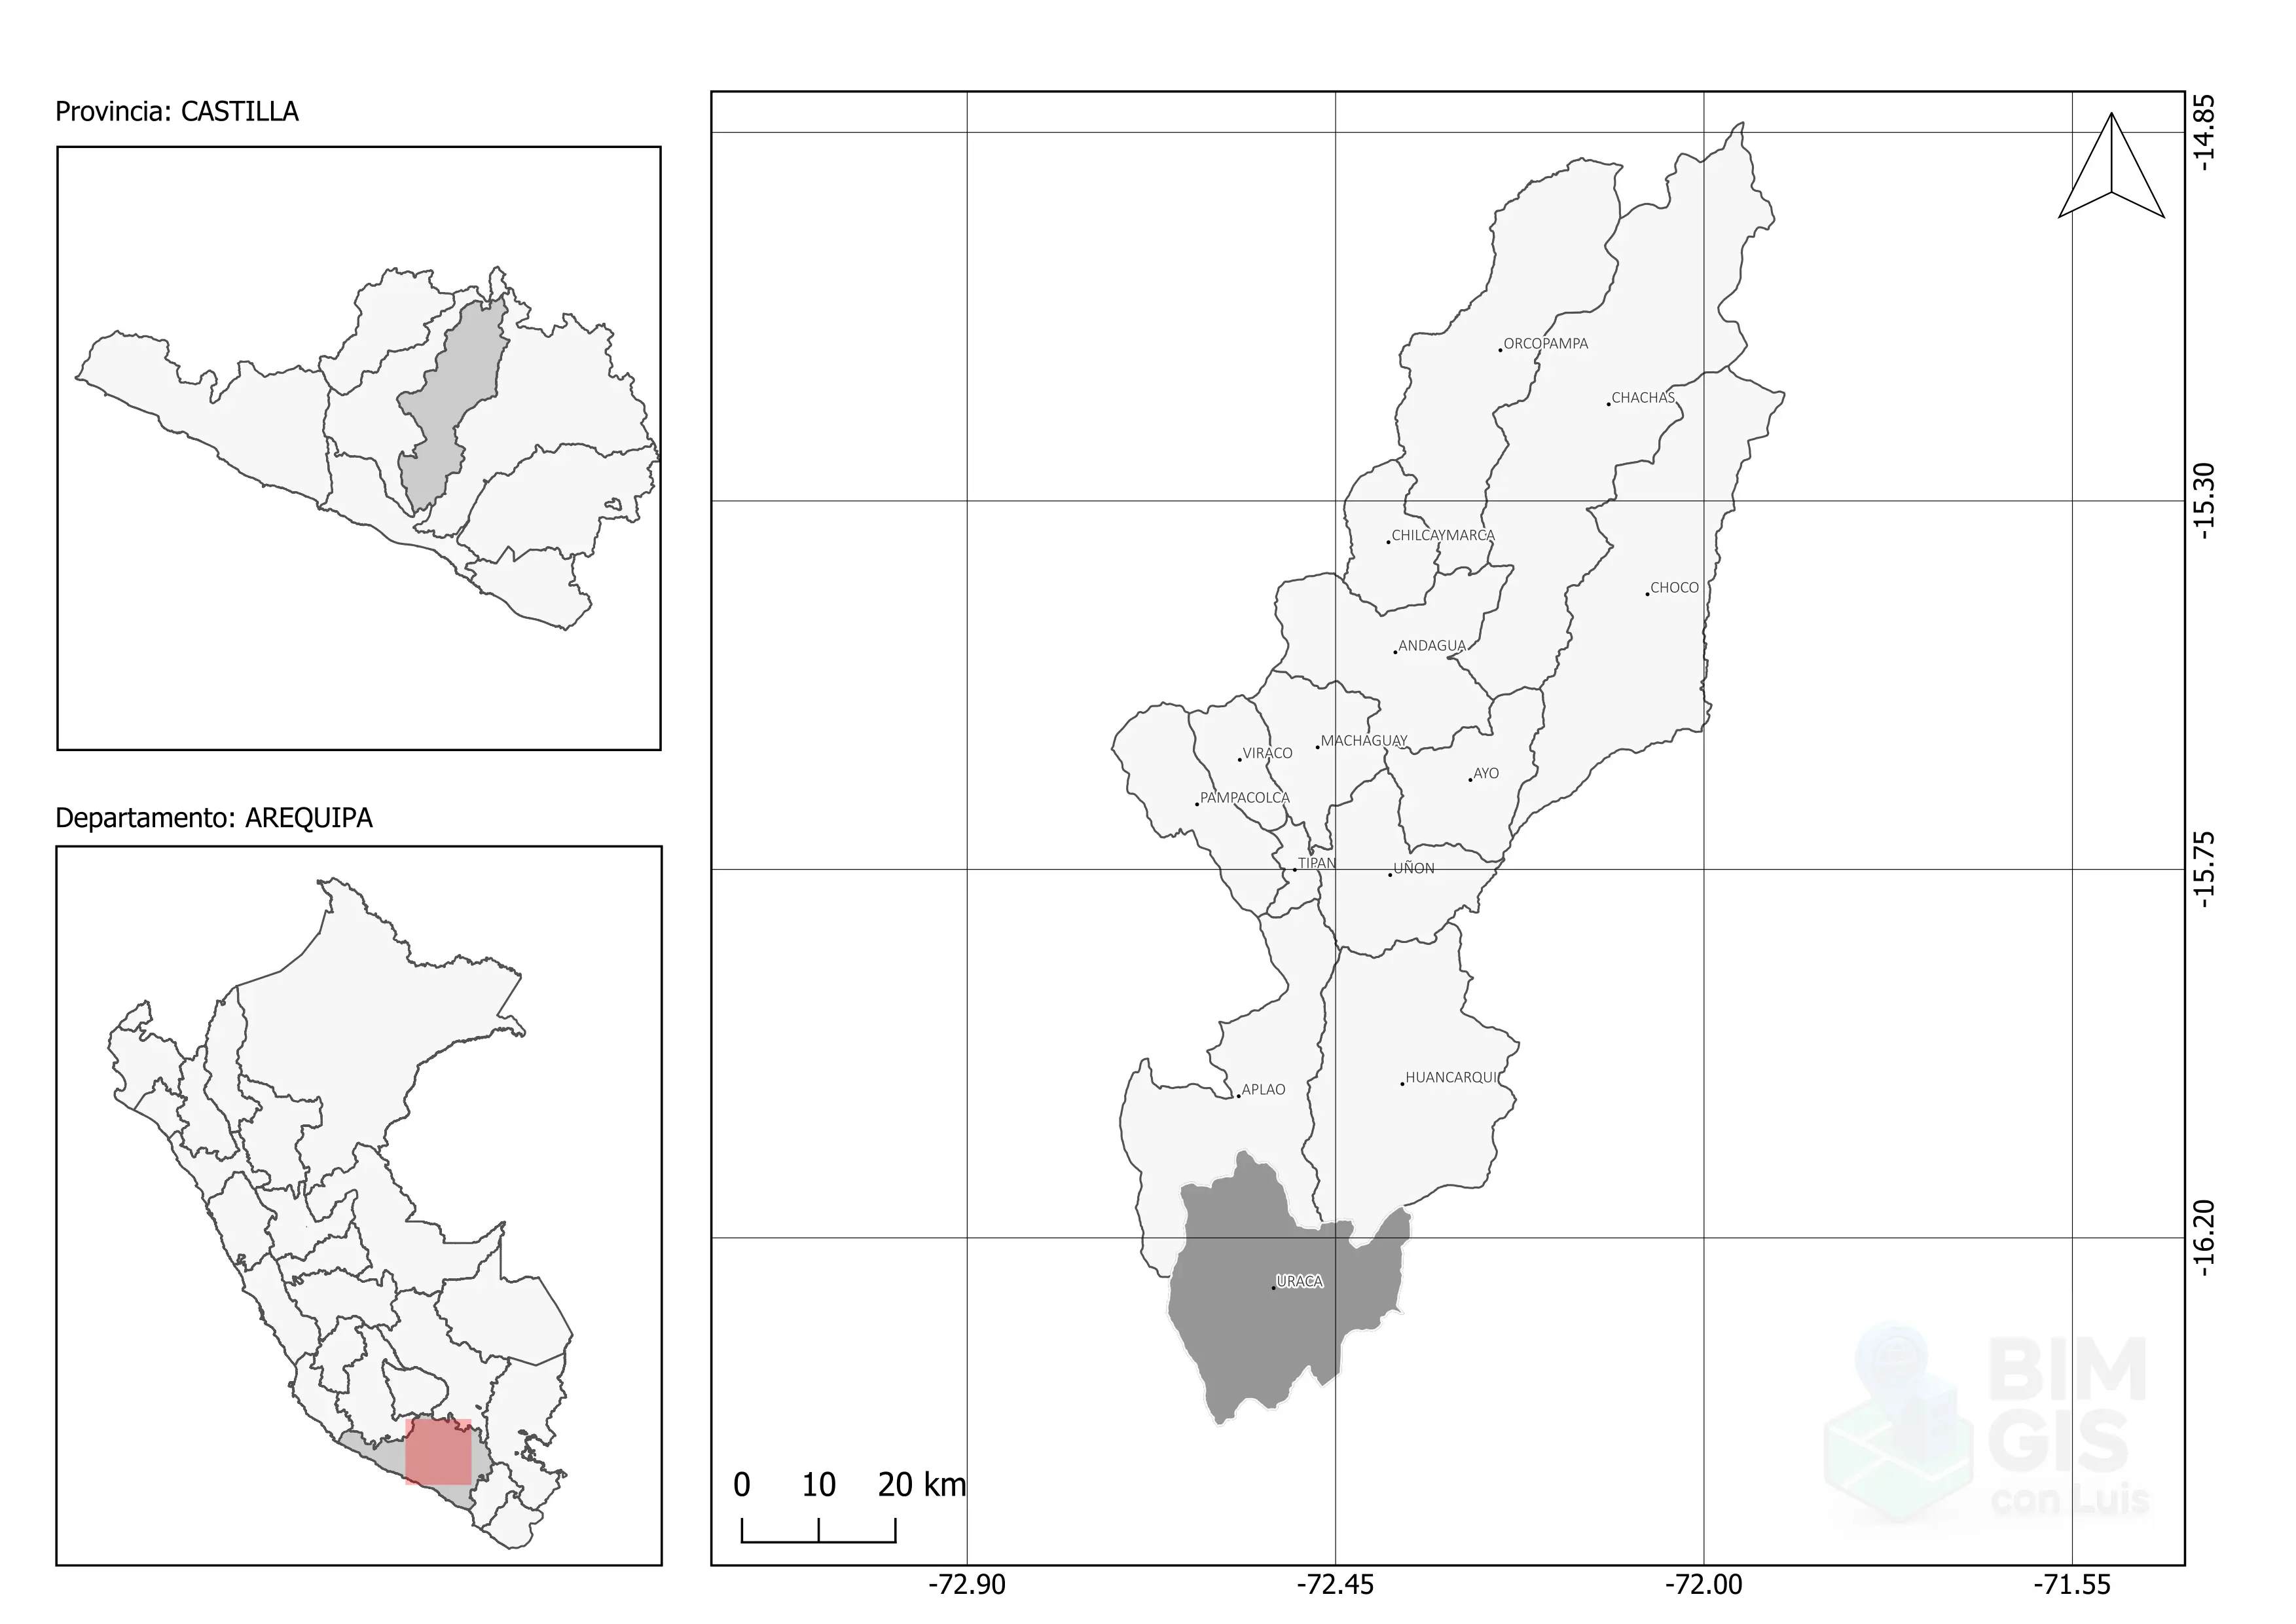 Provincia: CASTILLA
Departamento: AREQUIPA
ORCOPAMPA
CHACHAS
CHILCAYMARCA
CHOCO
ANDAGUA
MACHAGUAY
VIRACO
AYO
PAMPACOLCA
TIPAN
UÑON
HUANCARQUI
APLAO
URACA
-14.85
-15.30
-15.75
-16.20
BIM
GIS
con Luis
0 10 20 km
-72.90 -72.45 -72.00 -71.55